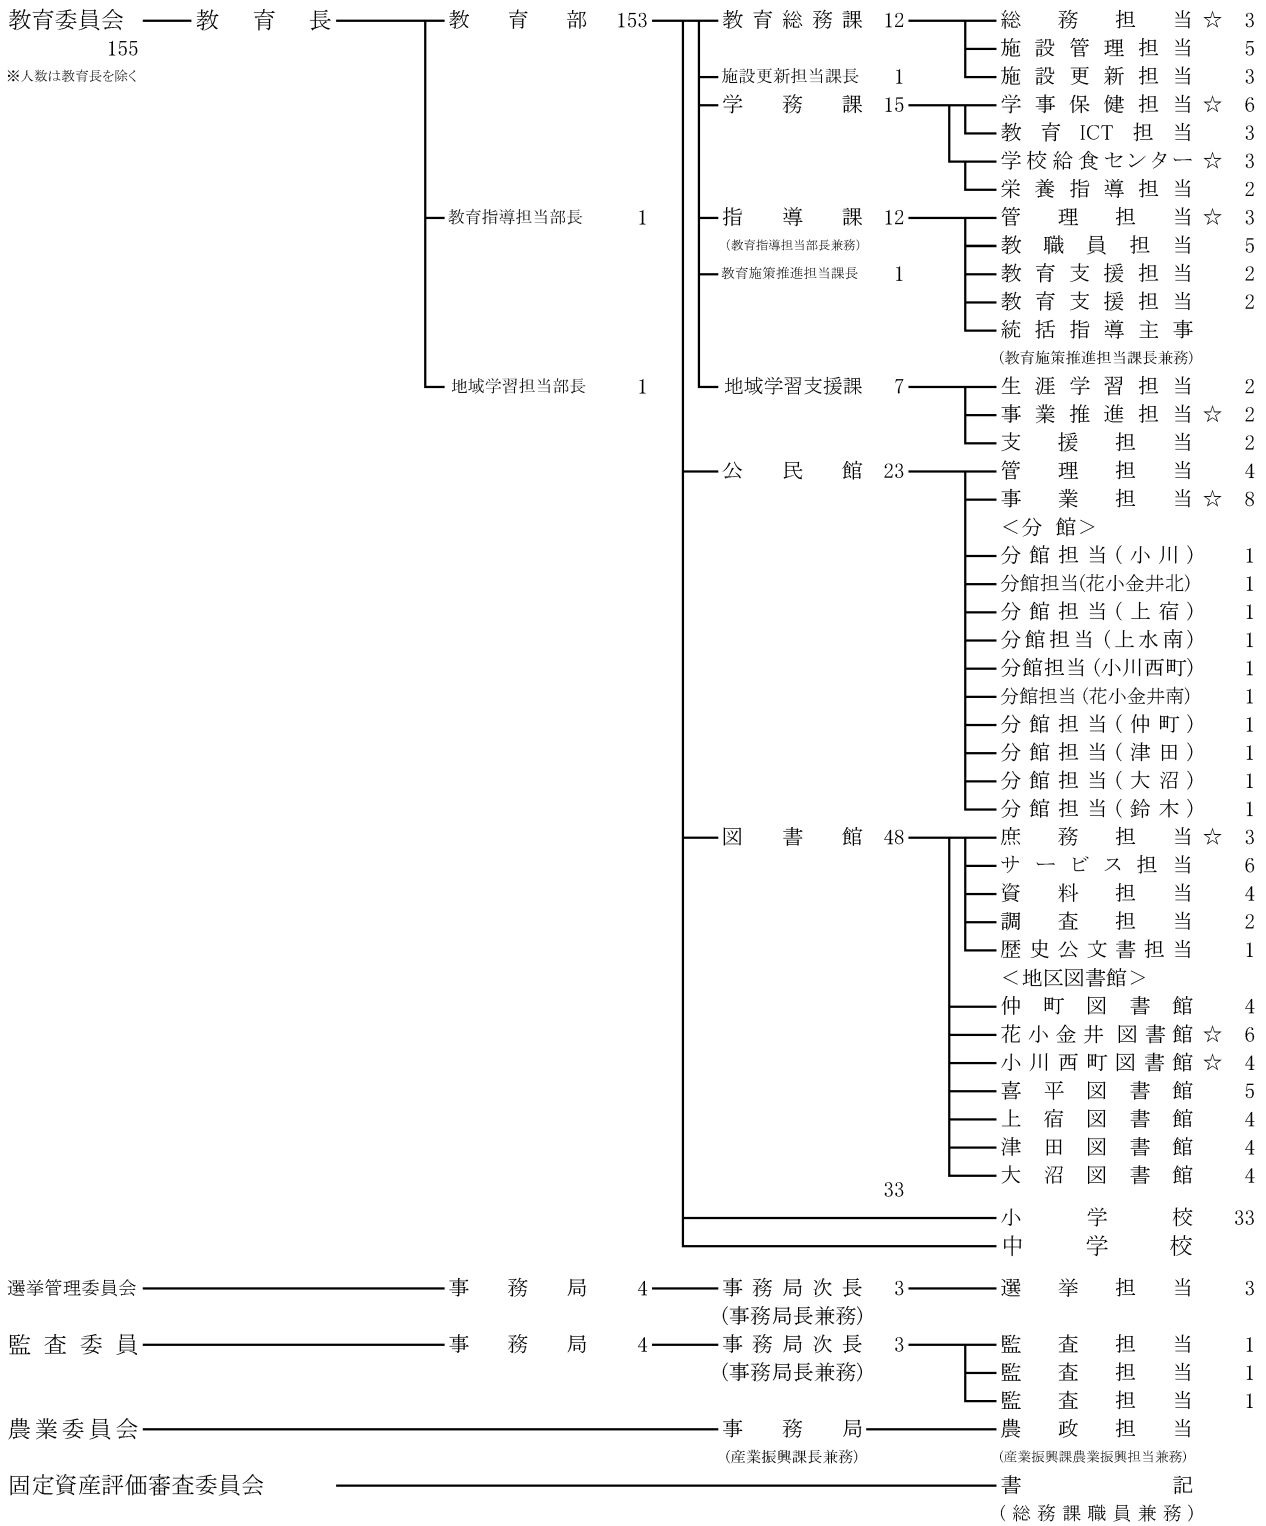 教育委員会 教育長 教育部 153 教育総務課 12 総務担当☆ 3
155 施設管理担当 5
※人数は教育長を除く 施設更新担当課長 1 施設更新担当 3
学務課 15 学事保健担当☆ 6
教育ICT担当 3
学校給食センター☆ 3
栄養指導担当 2
教育指導担当部長 1 指導課 12 管理担当☆ 3
(教育指導担当部長兼務) 教職員担当 5
教育施策推進担当課長 1 教育支援担当 2
教育支援担当 2
統括指導主事
(教育施策推進担当課長兼務)
地域学習担当部長 1 地域学習支援課 7 生涯学習担当 2
事業推進担当☆ 2
支援担当 2
公民館 23 管理担当 4
事業担当☆ 8
＜分館＞
分館担当(小川) 1
分館担当(花小金井北) 1
分館担当(上宿) 1
分館担当(上水南) 1
分館担当(小川西町) 1
分館担当(花小金井南) 1
分館担当(仲町) 1
分館担当(津田) 1
分館担当(大沼) 1
分館担当(鈴木) 1
図書館 48 庶務担当☆ 3
サービス担当 6
資料担当 4
調査担当 2
歴史公文書担当 1
＜地区図書館＞
仲町図書館 4
花小金井図書館☆ 6
小川西町図書館☆ 4
喜平図書館 5
上宿図書館 4
津田図書館 4
大沼図書館 4
33
小学校 33
中学校
選挙管理委員会 事務局 4 事務局次長 3 選挙担当 3
(事務局長兼務)
監査委員 事務局 4 事務局次長 3 監査担当 1
(事務局長兼務) 監査担当 1
監査担当 1
農業委員会 事務局 農政担当
(産業振興課長兼務) (産業振興課農業振興担当兼務)
固定資産評価審査委員会 書記
(総務課職員兼務)